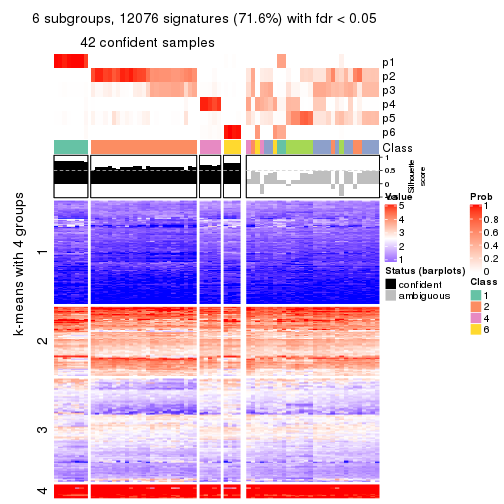 6 subgroups, 12076 signatures (71.6%) with fdr < 0.05
42 confident samples
p1
p2
p3
p4
p5
p6
Class
1
0.5
0
Silhouette
score
k-means with 4 groups
1
2
3
4
Value
5
4
3
2
1
Status (barplots)
confident
ambiguous
Prob
1
0.8
0.6
0.4
0.2
0
Class
1
2
4
6